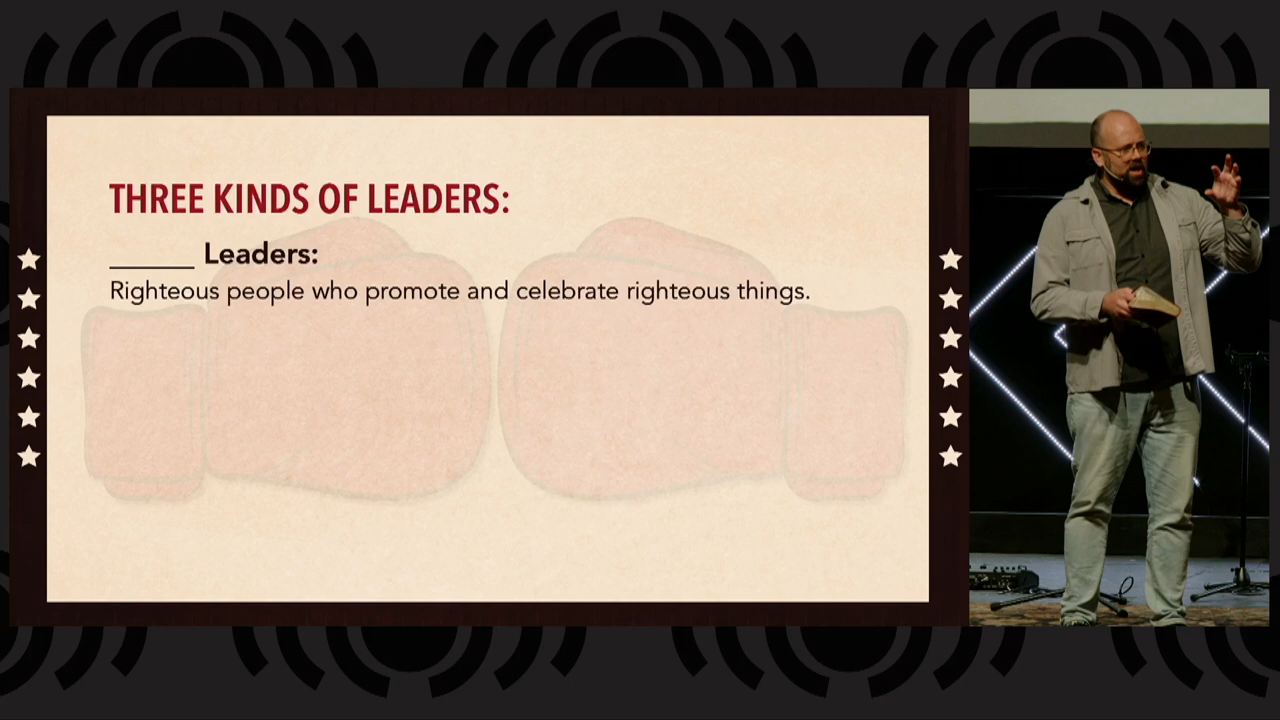 THREE KINDS OF LEADERS:
______ Leaders:
Righteous people who promote and celebrate righteous things.